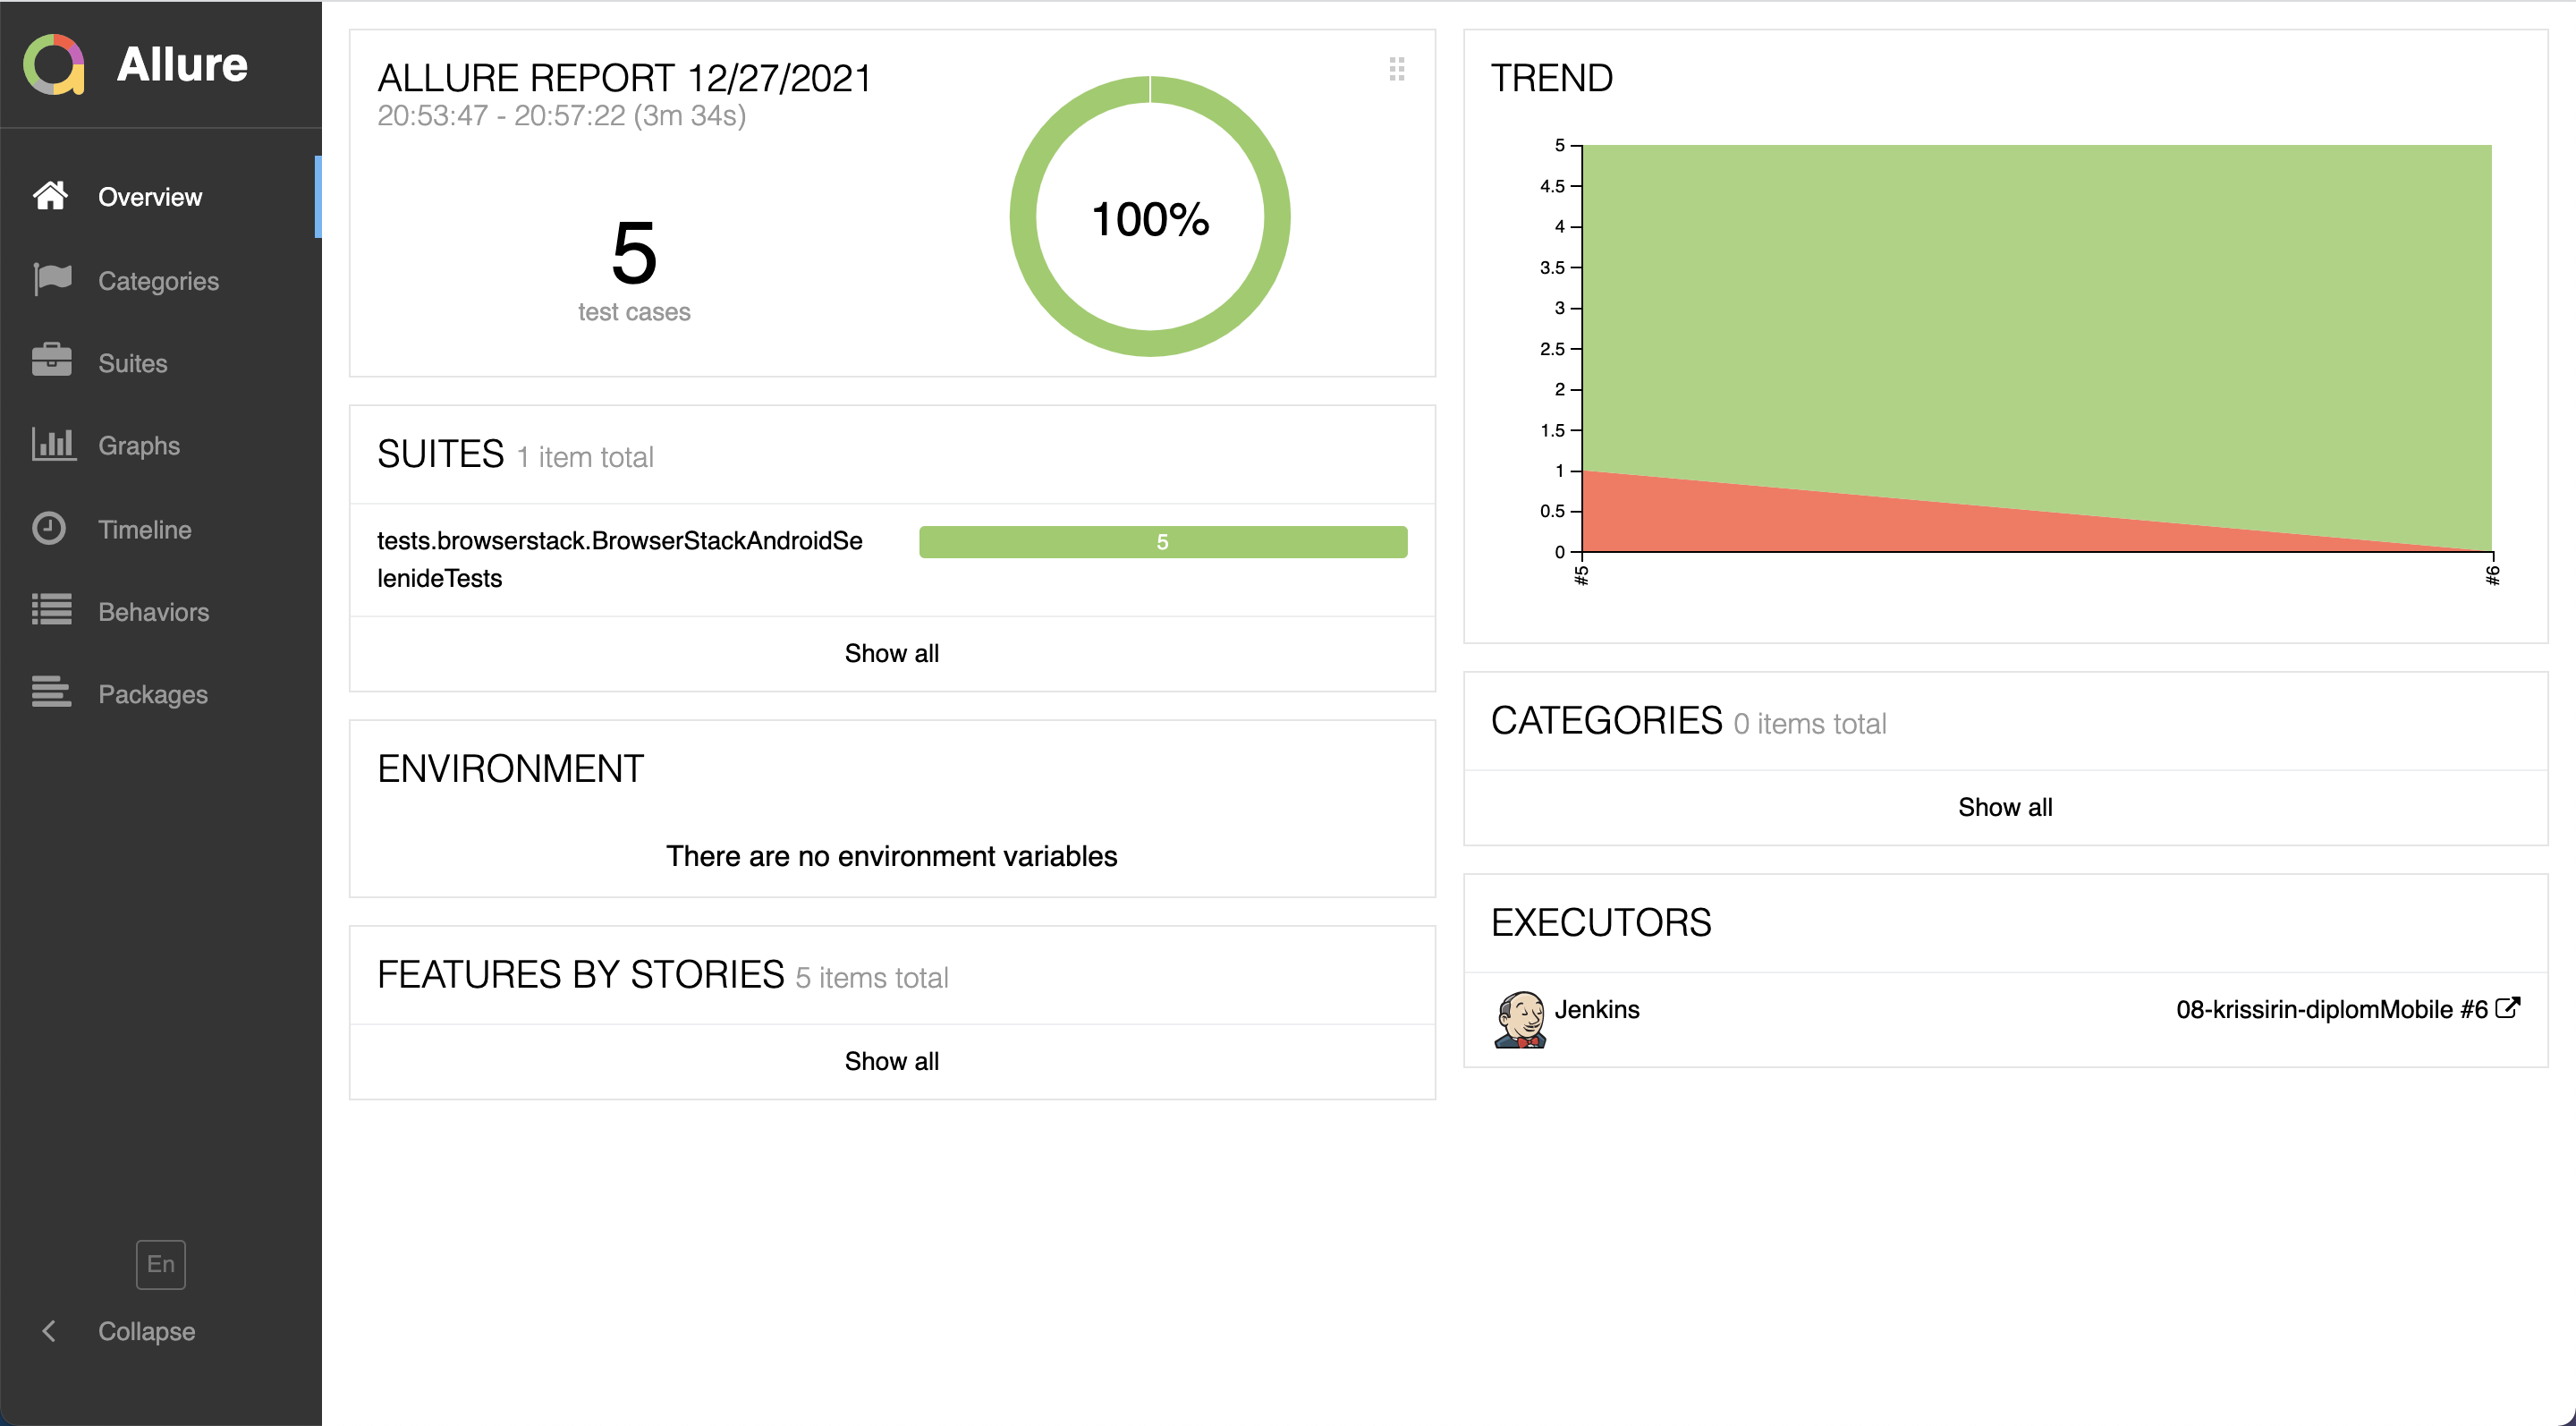 Allure
Overview
Categories
Suites
Graphs
Timeline
Behaviors
Packages
En
Collapse
ALLURE REPORT 12/27/2021
20:53:47 - 20:57:22 (3m 34s)
5
test cases
100%
SUITES 1 item total
tests.browserstack.BrowserStackAndroidSe
lenideTests
5
Show all
ENVIRONMENT
There are no environment variables
FEATURES BY STORIES 5 items total
Show all
TREND
5
4.5
4
3.5
3
2.5
2
1.5
1
0.5
0
#5
#6
CATEGORIES 0 items total
Show all
EXECUTORS
Jenkins
08-krissirin-diplomMobile #6